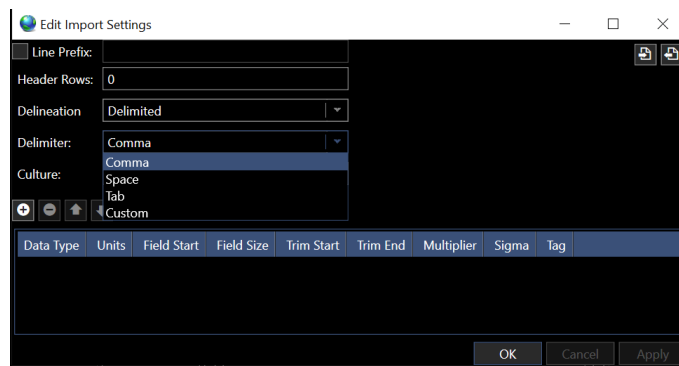 Edit Import Settings
Line Prefix:
Header Rows: 0
Delineation Delimited
Delimiter: Comma
Comma
Culture:
Space
Tab
Custom
Data Type Units Field Start Field Size Trim Start Trim End Multiplier Sigma Tag
OK Cancel Apply